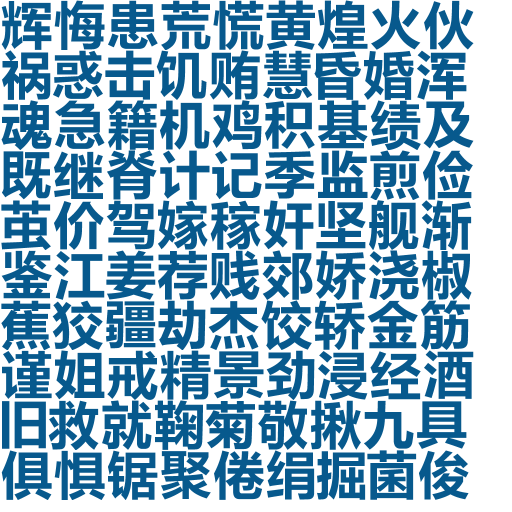 辉悔患荒慌黄煌火伙
祸惑击饥贿慧昏婚浑
魂急籍机鸡积基绩及
既继脊计记季监煎俭
茧价驾嫁稼奸坚舰渐
鉴江姜荐贱郊娇浇椒
蕉狡疆劫杰饺轿金筋
谨姐戒精景劲浸经酒
旧救就鞠菊敬揪九具
俱惧锯聚倦绢掘菌俊